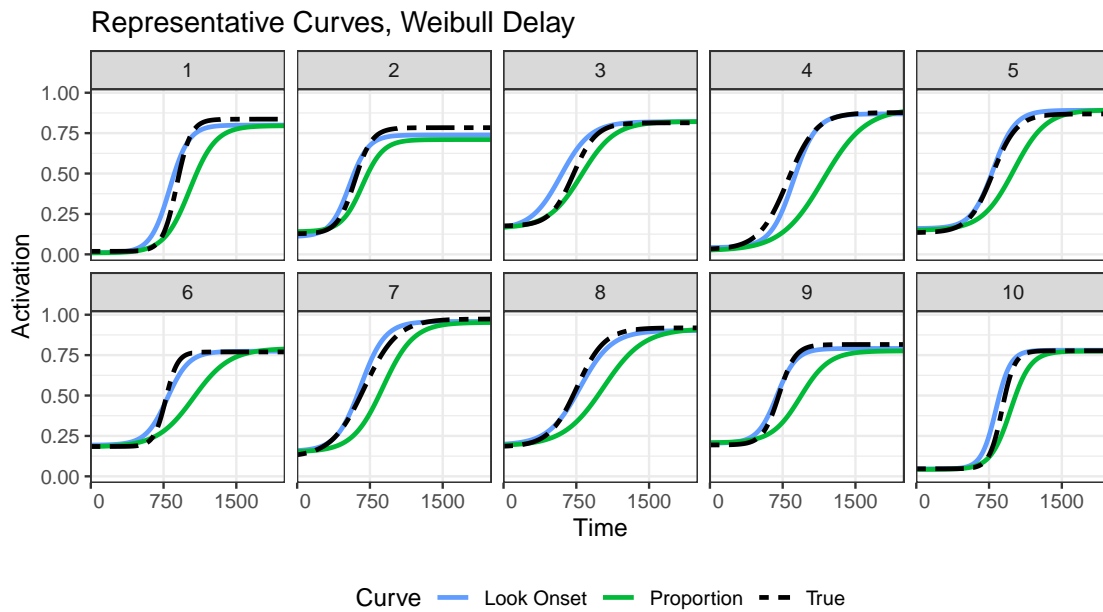 Representative Curves, Weibull Delay
1 2 3 4 5
1.00
0.75
0.50
0.25
0.00
6 7 8 9 10
1.00
0.75
0.50
0.25
0.00
Activation
0 750 1500 0 750 1500 0 750 1500 0 750 1500 0 750 1500
Time
Curve Look Onset Proportion True